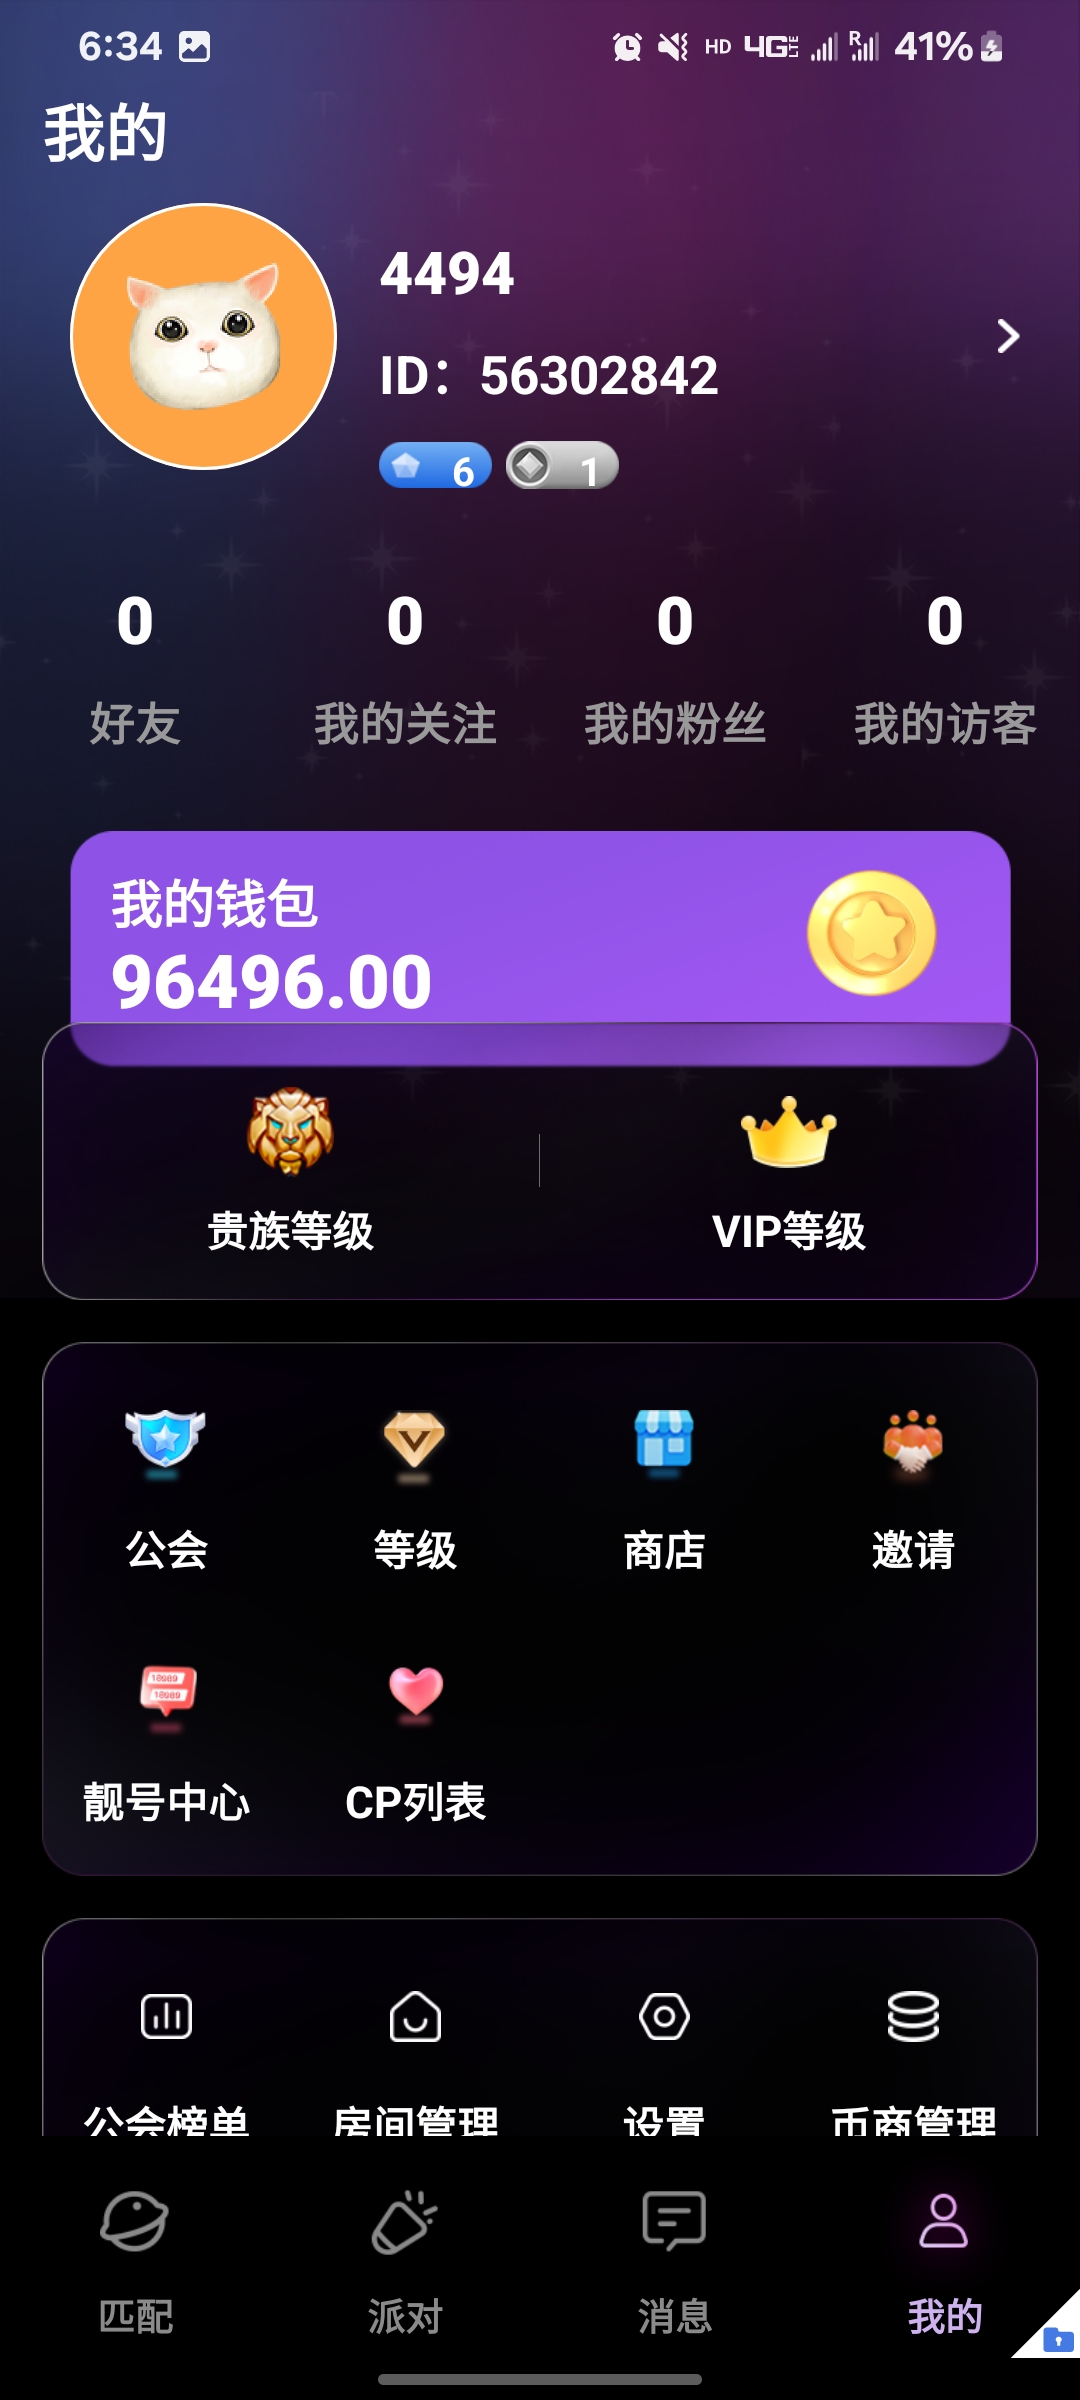 6:34 HD 4G LTE R 41%
我的
4494
ID：56302842
6 1
0 0 0 0
好友 我的关注 我的粉丝 我的访客
我的钱包
96496.00
贵族等级 VIP等级
公会 等级 商店 邀请
靓号中心 CP列表
公会榜单 房间管理 设置 币商管理
匹配 派对 消息 我的